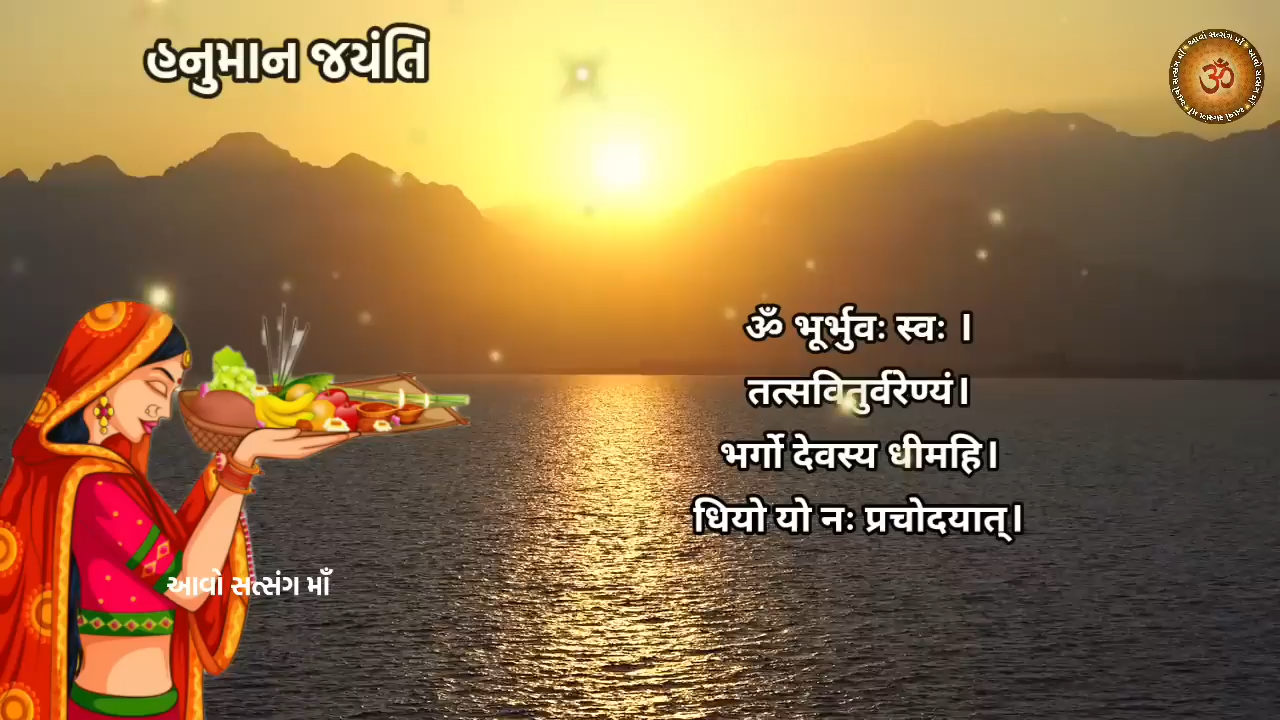 હનુમાન જયંતિ
ॐ
ॐ भूर्भुवः स्वः ।
तत्सवितुर्वरेण्यं।
भर्गो देवस्य धीमहि।
धियो यो नः प्रचोदयात्।
આવો સત્સંગ માઁ